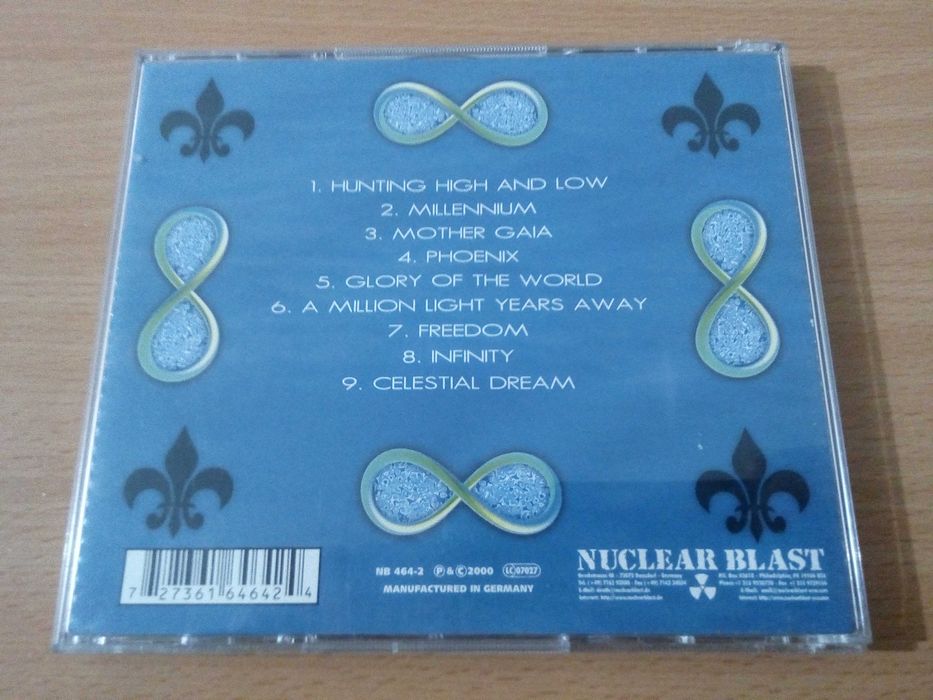 1. HUNTING HIGH AND LOW
2. MILLENNIUM
3. MOTHER GAIA
4. PHOENIX
5. GLORY OF THE WORLD
6. A MILLION LIGHT YEARS AWAY
7. FREEDOM
8. INFINITY
9. CELESTIAL DREAM
7 27361 64642 4
NB 464-2 Ⓟ&Ⓒ2000 LC 07027
MANUFACTURED IN GERMANY
NUCLEAR BLAST